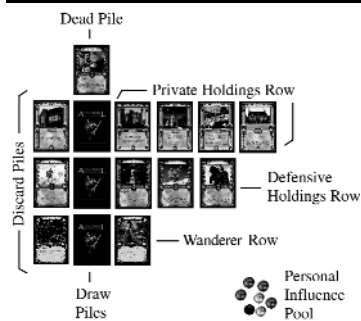 Dead Pile
Private Holdings Row
Discard Piles
Defensive
Holdings Row
Wanderer Row
Draw
Piles
Personal
Influence
Pool